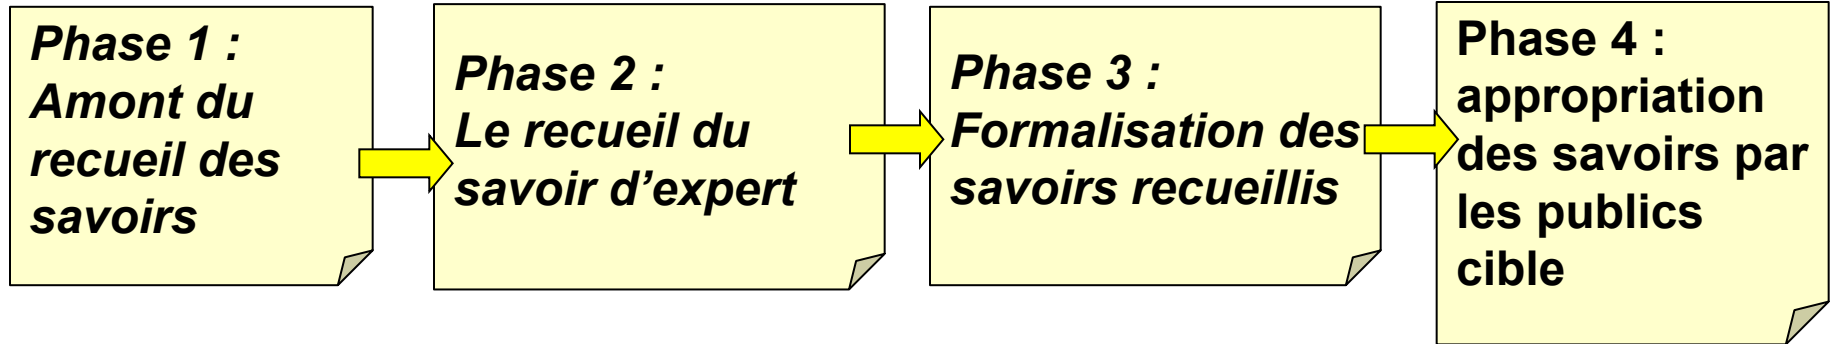 Phase 1 :
Amont du
recueil des
savoirs
Phase 2 :
Le recueil du
savoir d’expert
Phase 3 :
Formalisation des
savoirs recueillis
Phase 4 :
appropriation
des savoirs par
les publics
cible